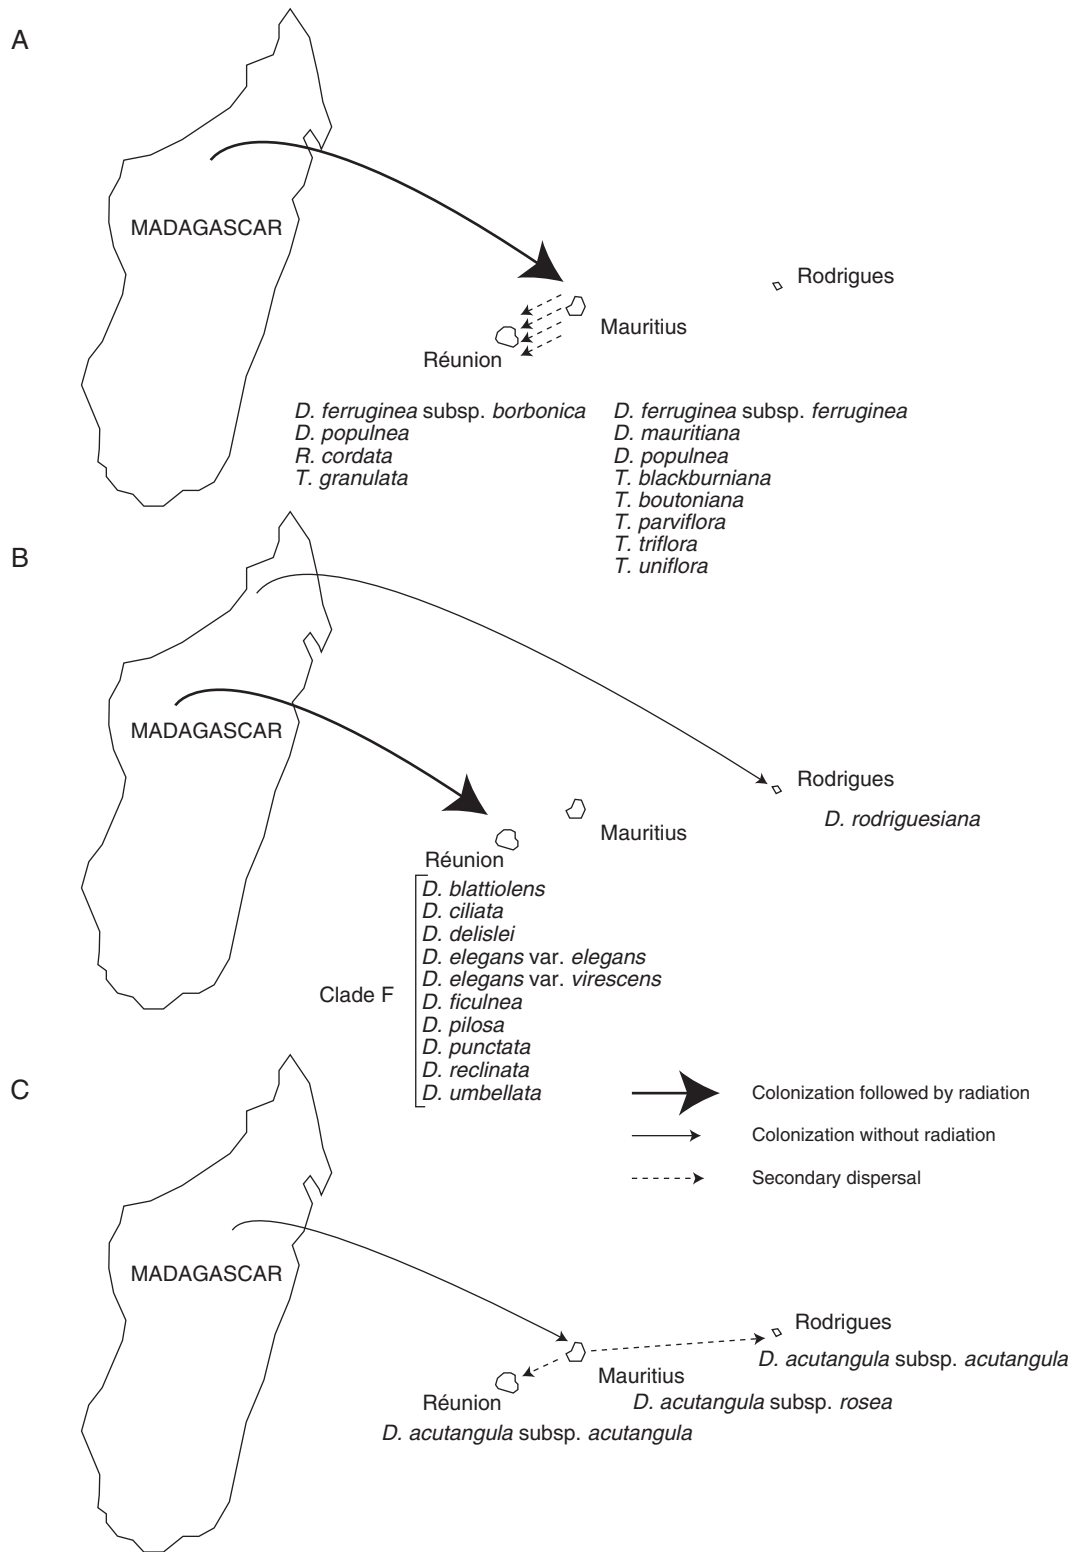 A
MADAGASCAR
Rodrigues
Mauritius
Réunion
D. ferruginea subsp. borbonica
D. populnea
R. cordata
T. granulata
D. ferruginea subsp. ferruginea
D. mauritiana
D. populnea
T. blackburniana
T. boutoniana
T. parviflora
T. triflora
T. uniflora
B
MADAGASCAR
Rodrigues
D. rodriguesiana
Mauritius
Réunion
Clade F
D. blattiolens
D. ciliata
D. delislei
D. elegans var. elegans
D. elegans var. virescens
D. ficulnea
D. pilosa
D. punctata
D. reclinata
D. umbellata
Colonization followed by radiation
Colonization without radiation
Secondary dispersal
C
MADAGASCAR
Rodrigues
D. acutangula subsp. acutangula
Mauritius
D. acutangula subsp. rosea
Réunion
D. acutangula subsp. acutangula